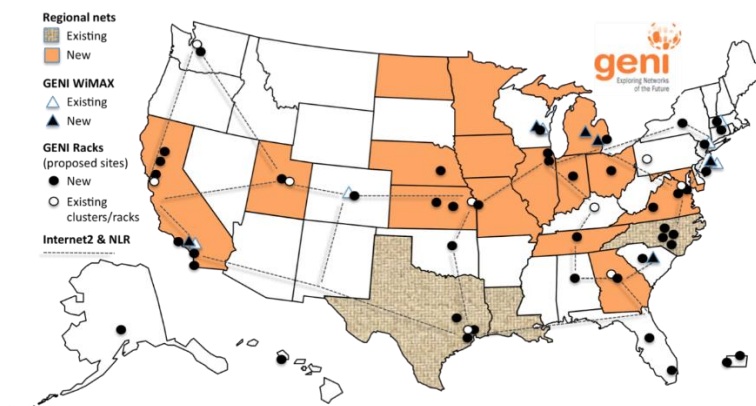 Regional nets
Existing
New
GENI WiMAX
Existing
New
GENI Racks
(proposed sites)
New
Existing
clusters/racks
Internet2 & NLR
geni
Exploring Networks
of the Future